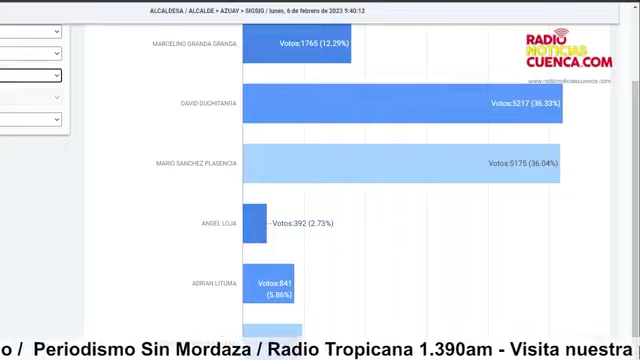 ALCALDESA / ALCALDE > AZUAY > SIGSIG / lunes, 6 de febrero de 2023 9:40:12
MARCELINO GRANDA GRANDA
Votos:1765 (12.29%)
RADIO
NOTICIAS
CUENCA.COM
www.radionoticiascuenca.com
DAVID DUCHITANGA
Votos:5217 (36.33%)
MARIO SANCHEZ PLASENCIA
Votos:5175 (36.04%)
ANGEL LOJA
Votos:392 (2.73%)
ADRIAN LITUMA
Votos:841
(5.86%)
o / Periodismo Sin Mordaza / Radio Tropicana 1.390am - Visita nuestra